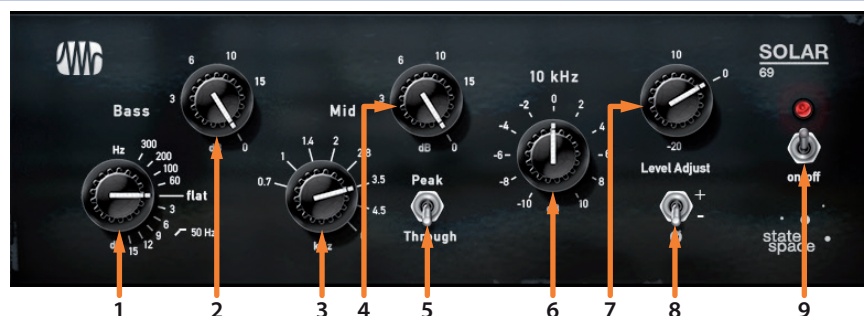 SOLAR
69
Bass
Hz
300
200
100
60
flat
3
6
9
12
15
50 Hz
3
6
10
15
0
Mid
0.7
1
1.4
2
2.8
3.5
4.5
kHz
3
6
10
15
0
dB
Peak
Through
10 kHz
-10
-8
-6
-4
-2
0
2
4
6
8
10
10
0
-20
Level Adjust
+
-
on/off
state
space
1 2 3 4 5 6 7 8 9